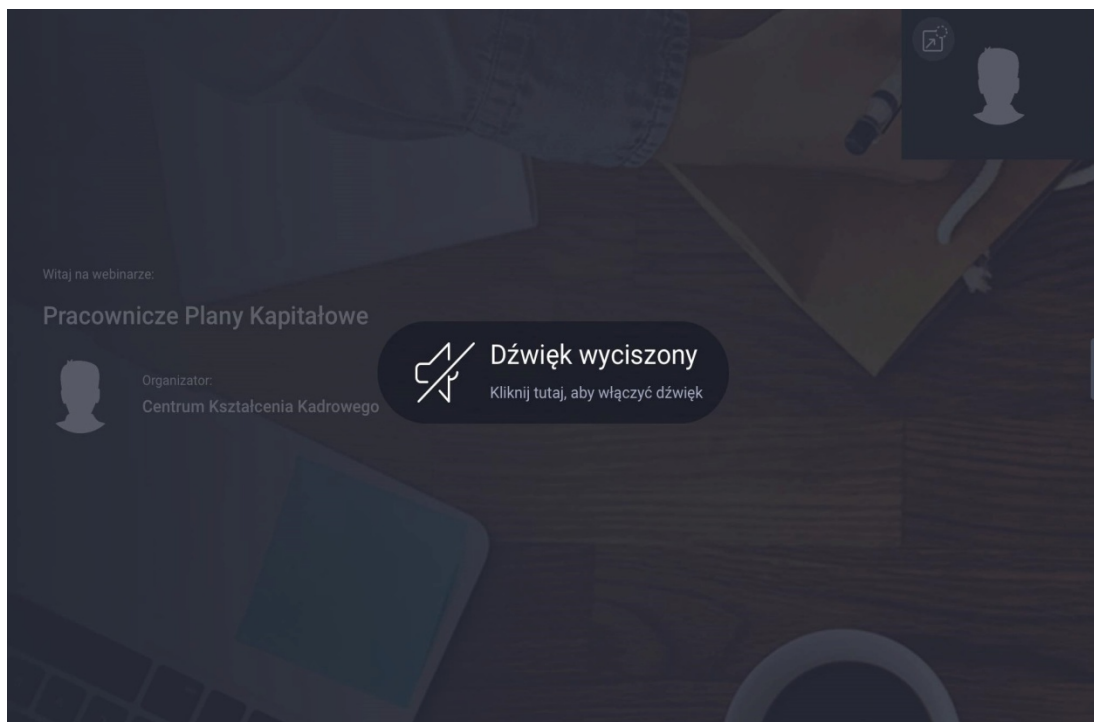 Witaj na webinarze:
Pracownicze Plany Kapitałowe
Organizator:
Centrum Kształcenia Kadrowego
Dźwięk wyciszony
Kliknij tutaj, aby włączyć dźwięk